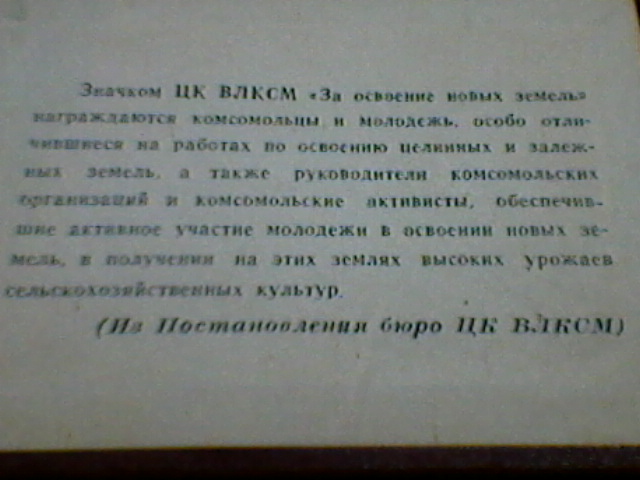 Значком ЦК ВЛКСМ «За освоение новых земель»
награждаются комсомольцы и молодежь, особо отли-
чившиеся на работах по освоению целинных и залеж-
ных земель, а также руководители комсомольских
организаций и комсомольские активисты, обеспечив-
шие активное участие молодежи в освоении новых зе-
мель, в получении на этих землях высоких урожаев
сельскохозяйственных культур.
(Из Постановления бюро ЦК ВЛКСМ)